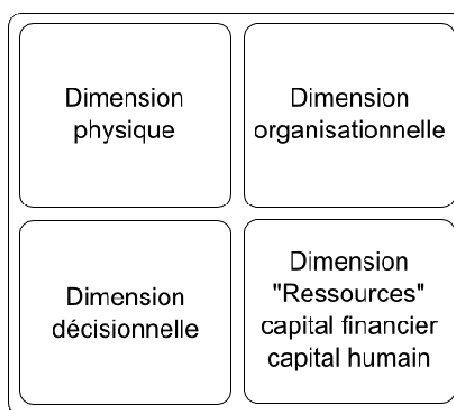 Dimension
physique
Dimension
organisationnelle
Dimension
décisionnelle
Dimension
"Ressources"
capital financier
capital humain